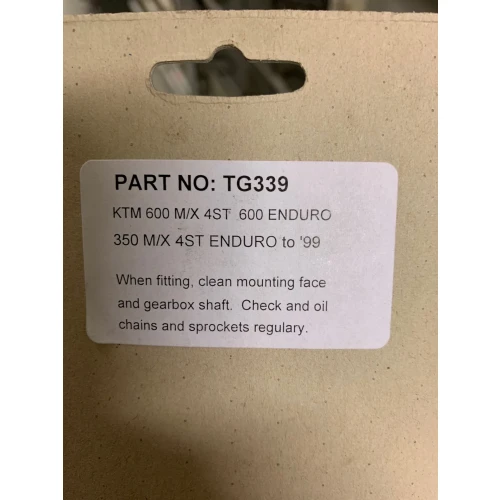 PART NO: TG339
KTM 600 M/X 4ST 600 ENDURO
350 M/X 4ST ENDURO to '99
When fitting, clean mounting face
and gearbox shaft. Check and oil
chains and sprockets regulary.